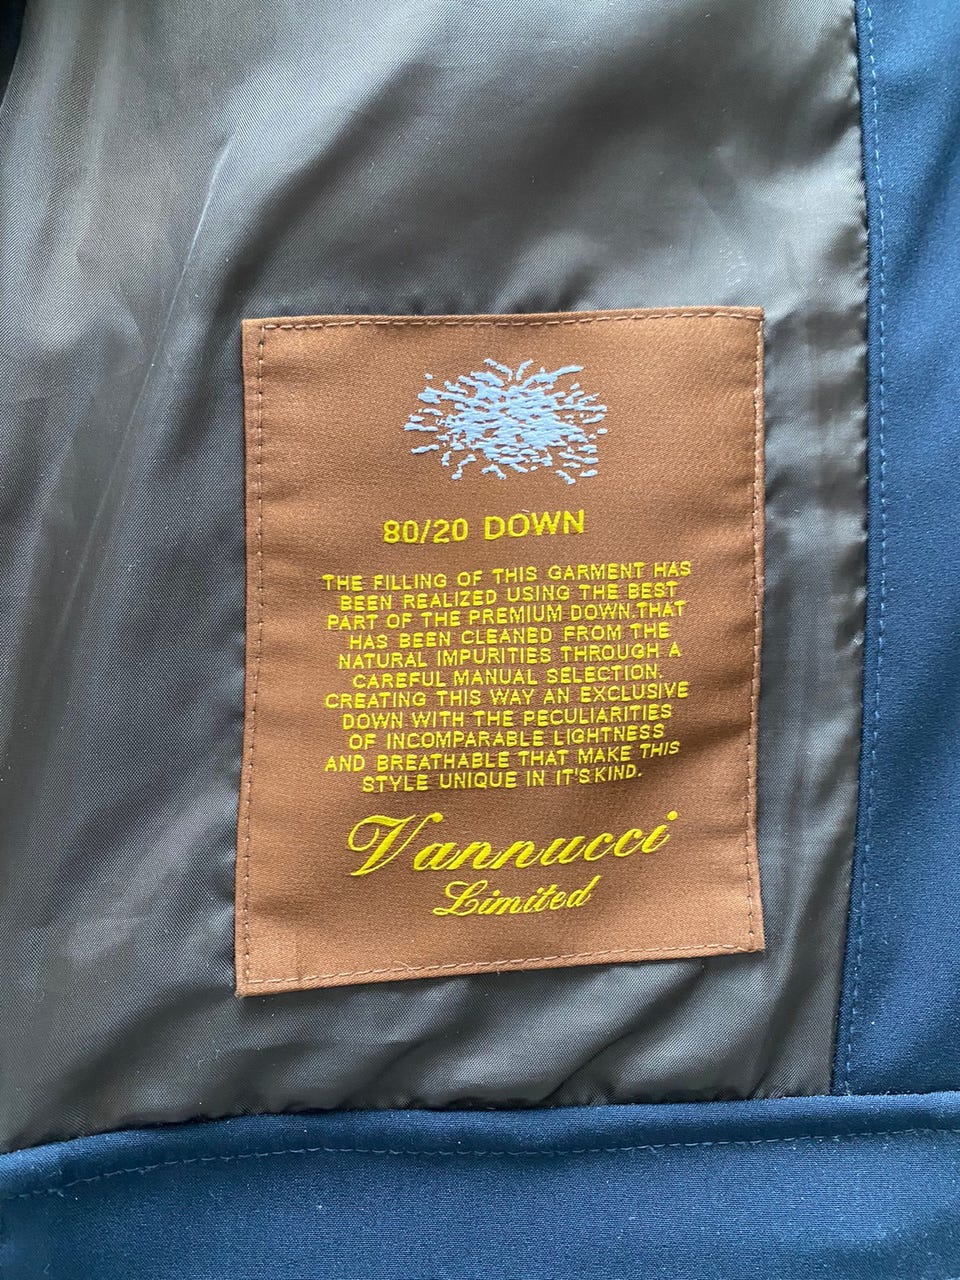 80/20 DOWN
THE FILLING OF THIS GARMENT HAS
BEEN REALIZED USING THE BEST
PART OF THE PREMIUM DOWN.THAT
HAS BEEN CLEANED FROM THE
NATURAL IMPURITIES THROUGH A
CAREFUL MANUAL SELECTION.
CREATING THIS WAY AN EXCLUSIVE
DOWN WITH THE PECULIARITIES
OF INCOMPARABLE LIGHTNESS
AND BREATHABLE THAT MAKE THIS
STYLE UNIQUE IN IT'S KIND.
Vannucci
Limited